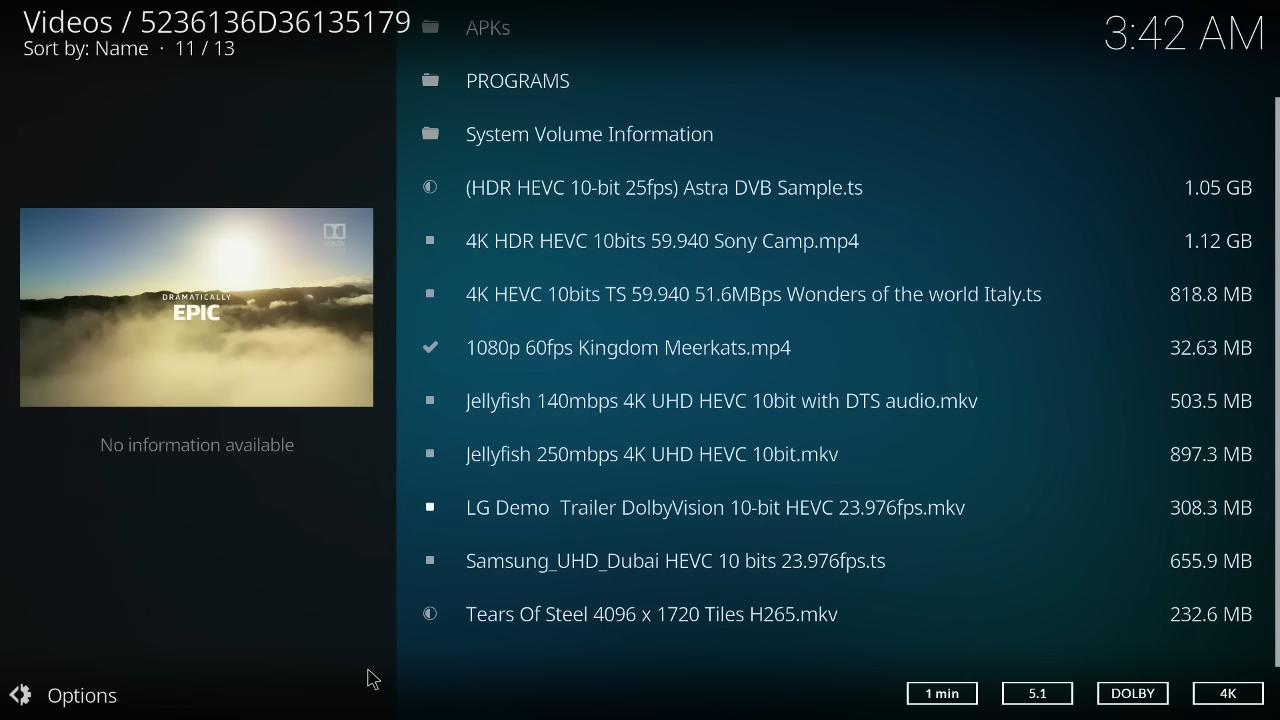 Videos / 5236136D36135179
Sort by: Name · 11 / 13
3:42 AM
APKs
PROGRAMS
System Volume Information
(HDR HEVC 10-bit 25fps) Astra DVB Sample.ts 1.05 GB
4K HDR HEVC 10bits 59.940 Sony Camp.mp4 1.12 GB
4K HEVC 10bits TS 59.940 51.6MBps Wonders of the world Italy.ts 818.8 MB
1080p 60fps Kingdom Meerkats.mp4 32.63 MB
Jellyfish 140mbps 4K UHD HEVC 10bit with DTS audio.mkv 503.5 MB
Jellyfish 250mbps 4K UHD HEVC 10bit.mkv 897.3 MB
LG Demo  Trailer DolbyVision 10-bit HEVC 23.976fps.mkv 308.3 MB
Samsung_UHD_Dubai HEVC 10 bits 23.976fps.ts 655.9 MB
Tears Of Steel 4096 x 1720 Tiles H265.mkv 232.6 MB
DOLBY
DRAMATICALLY
EPIC
No information available
Options
1 min 5.1 DOLBY 4K